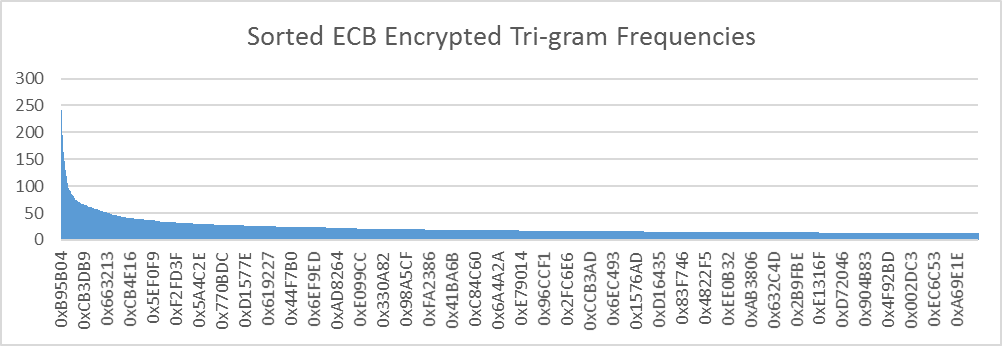 Sorted ECB Encrypted Tri-gram Frequencies
300
250
200
150
100
50
0
0xB95B04
0xCB3DB9
0x663213
0xCB4E16
0x5EF0F9
0xF2FD3F
0x5A4C2E
0x770BDC
0xD1577E
0x619227
0x44F7B0
0x6EF9ED
0xAD8264
0xE099CC
0x330A82
0x98A5CF
0xFA2386
0x41BA6B
0xC84C60
0x6A4A2A
0xE79014
0x96CCF1
0x2FC6E6
0xCCB3AD
0x6EC493
0x1576AD
0xD16435
0x83F746
0x4822F5
0xEE0B32
0xAB3806
0x632C4D
0x2B9FBE
0xE1316F
0xD72046
0x904B83
0x4F92BD
0x002DC3
0xEC6C53
0xA69E1E